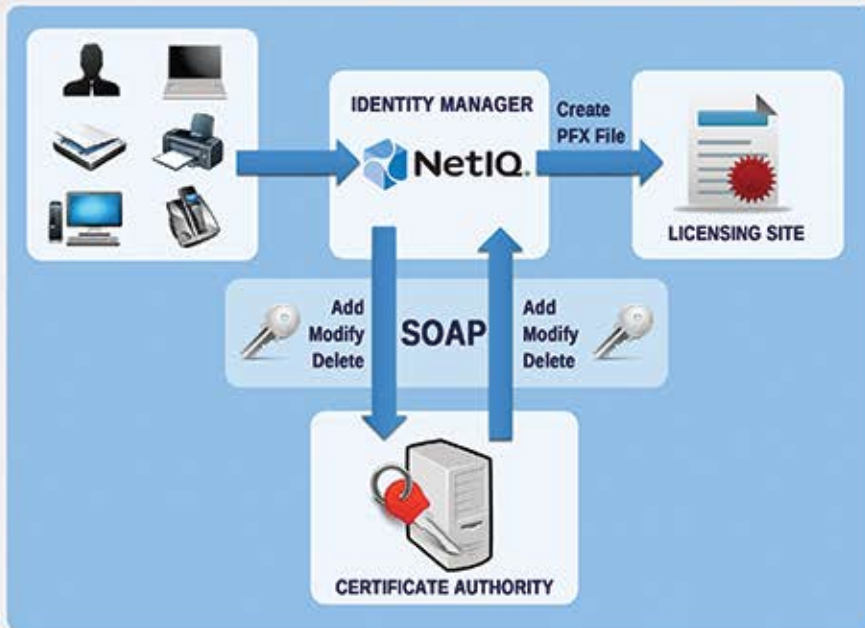 IDENTITY MANAGER
NetIQ.
Create
PFX File
LICENSING SITE
Add
Modify
Delete
SOAP
Add
Modify
Delete
CERTIFICATE AUTHORITY